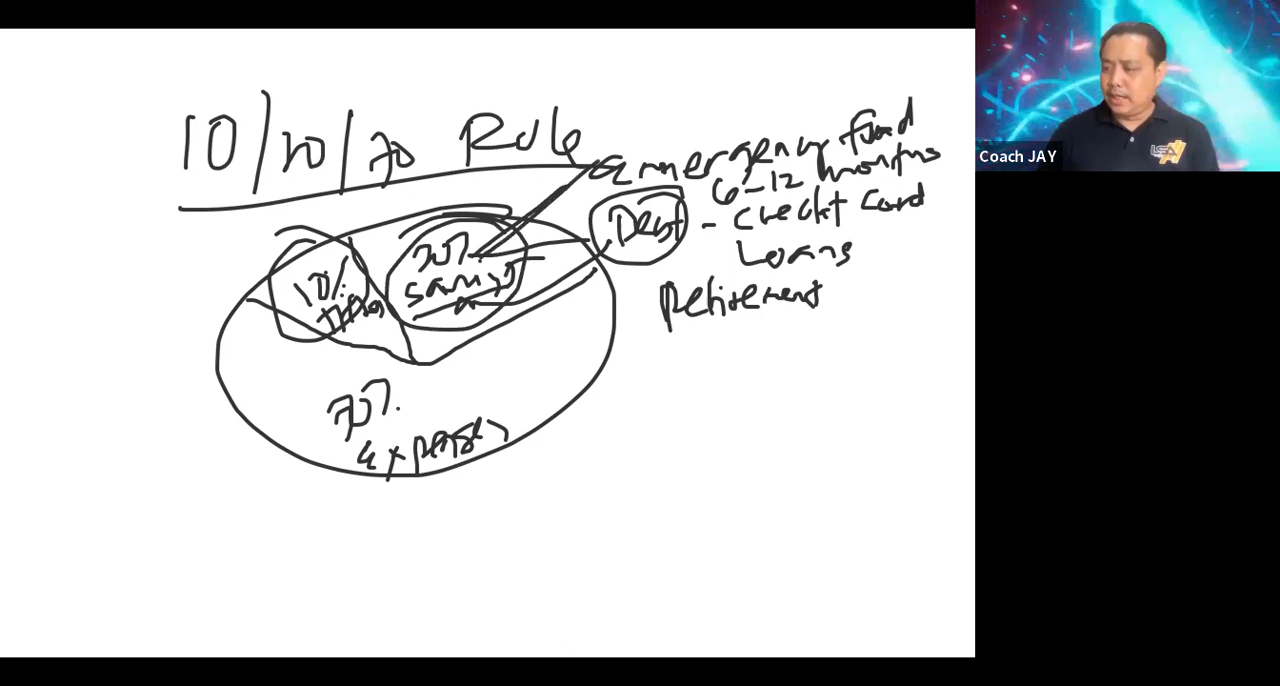 10/20/70 Rule
emergency fund
6-12 months
Debt - Credit Card
Loans
Retirement
10%
20%
savings
70%
expenses
Coach JAY